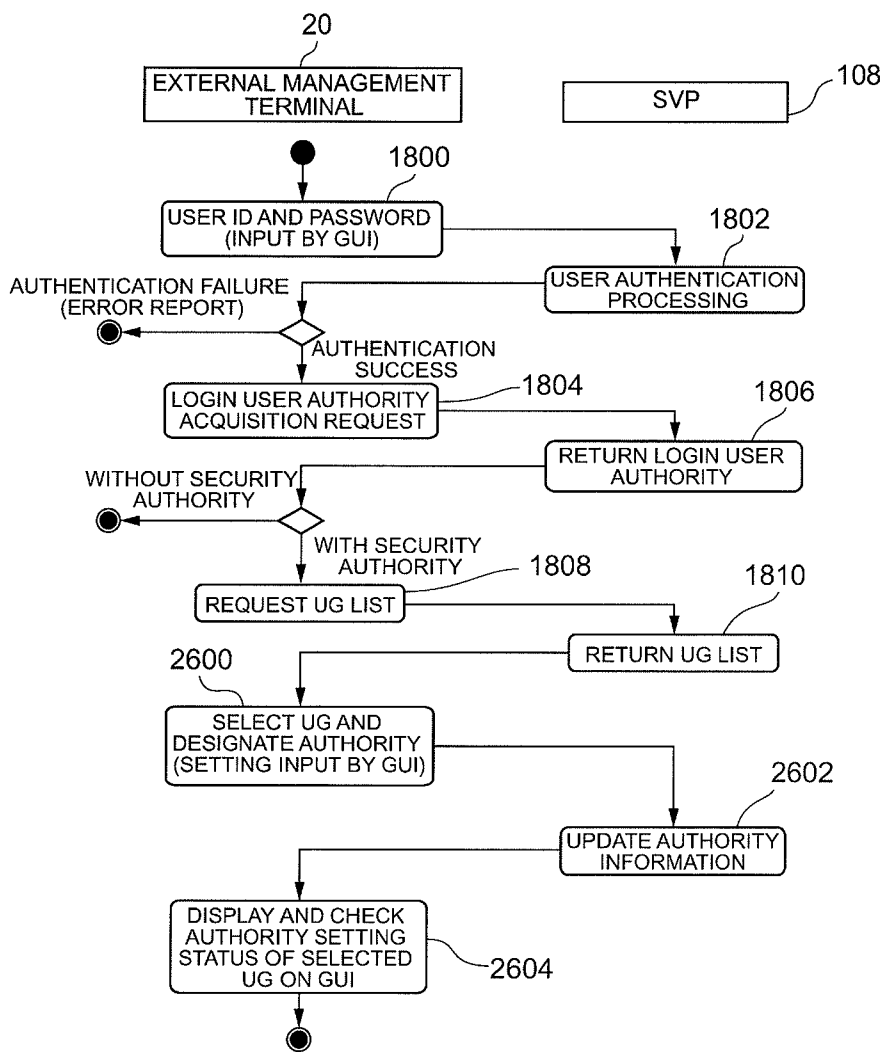 20
EXTERNAL MANAGEMENT
TERMINAL
SVP
108
1800
USER ID AND PASSWORD
(INPUT BY GUI)
1802
USER AUTHENTICATION
PROCESSING
AUTHENTICATION FAILURE
(ERROR REPORT)
AUTHENTICATION
SUCCESS
1804
LOGIN USER AUTHORITY
ACQUISITION REQUEST
1806
RETURN LOGIN USER
AUTHORITY
WITHOUT SECURITY
AUTHORITY
WITH SECURITY
AUTHORITY
1808
REQUEST UG LIST
1810
RETURN UG LIST
2600
SELECT UG AND
DESIGNATE AUTHORITY
(SETTING INPUT BY GUI)
2602
UPDATE AUTHORITY
INFORMATION
DISPLAY AND CHECK
AUTHORITY SETTING
STATUS OF SELECTED
UG ON GUI
2604